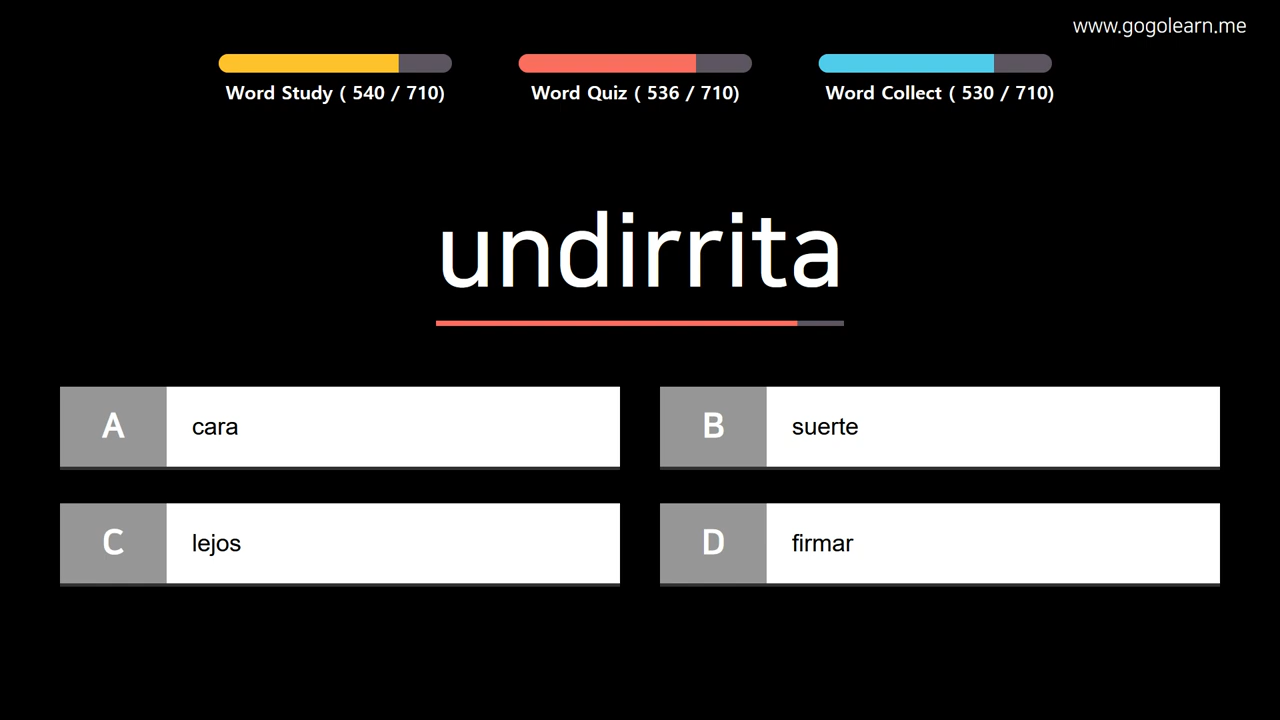 www.gogolearn.me
Word Study ( 540 / 710)
Word Quiz ( 536 / 710)
Word Collect ( 530 / 710)
undirrita
A cara
B suerte
C lejos
D firmar